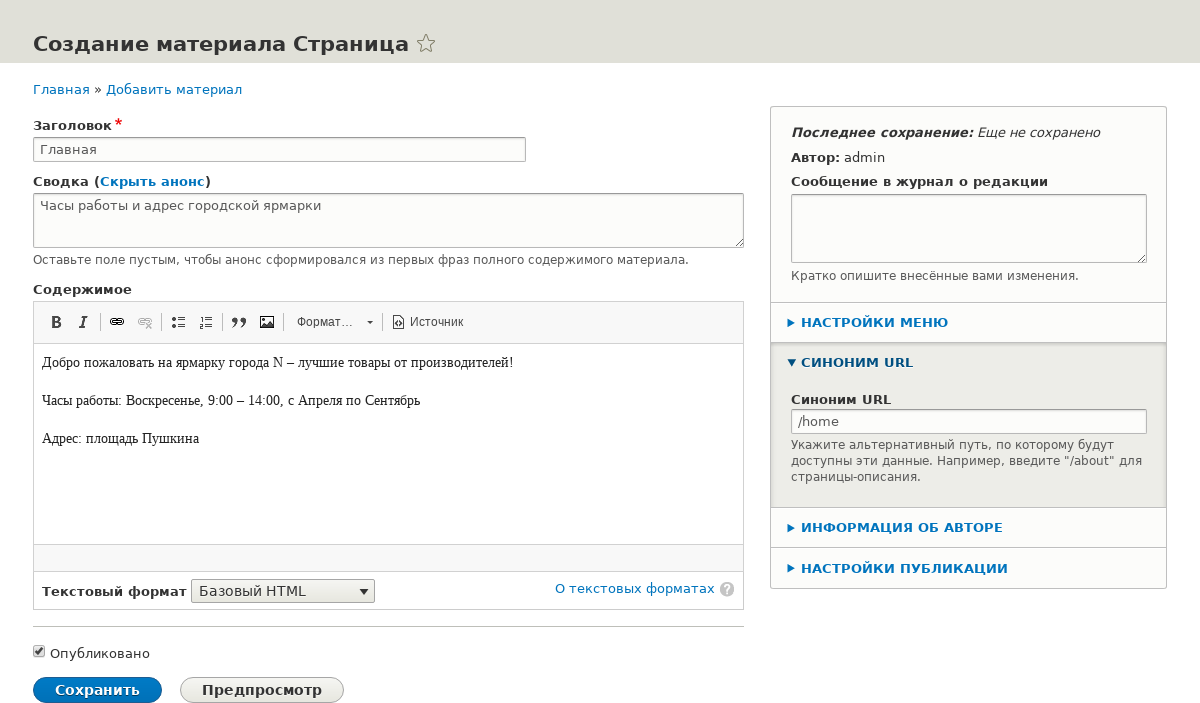 Создание материала Страница
Главная » Добавить материал
Заголовок*
Главная
Сводка (Скрыть анонс)
Часы работы и адрес городской ярмарки
Оставьте поле пустым, чтобы анонс сформировался из первых фраз полного содержимого материала.
Содержимое
B I Формат... Источник
Добро пожаловать на ярмарку города N – лучшие товары от производителей!
Часы работы: Воскресенье, 9:00 – 14:00, с Апреля по Сентябрь
Адрес: площадь Пушкина
Текстовый формат Базовый HTML О текстовых форматах ?
Опубликовано
Сохранить Предпросмотр
Последнее сохранение: Еще не сохранено
Автор: admin
Сообщение в журнал о редакции
Кратко опишите внесённые вами изменения.
НАСТРОЙКИ МЕНЮ
СИНОНИМ URL
Синоним URL
/home
Укажите альтернативный путь, по которому будут
доступны эти данные. Например, введите "/about" для
страницы-описания.
ИНФОРМАЦИЯ ОБ АВТОРЕ
НАСТРОЙКИ ПУБЛИКАЦИИ